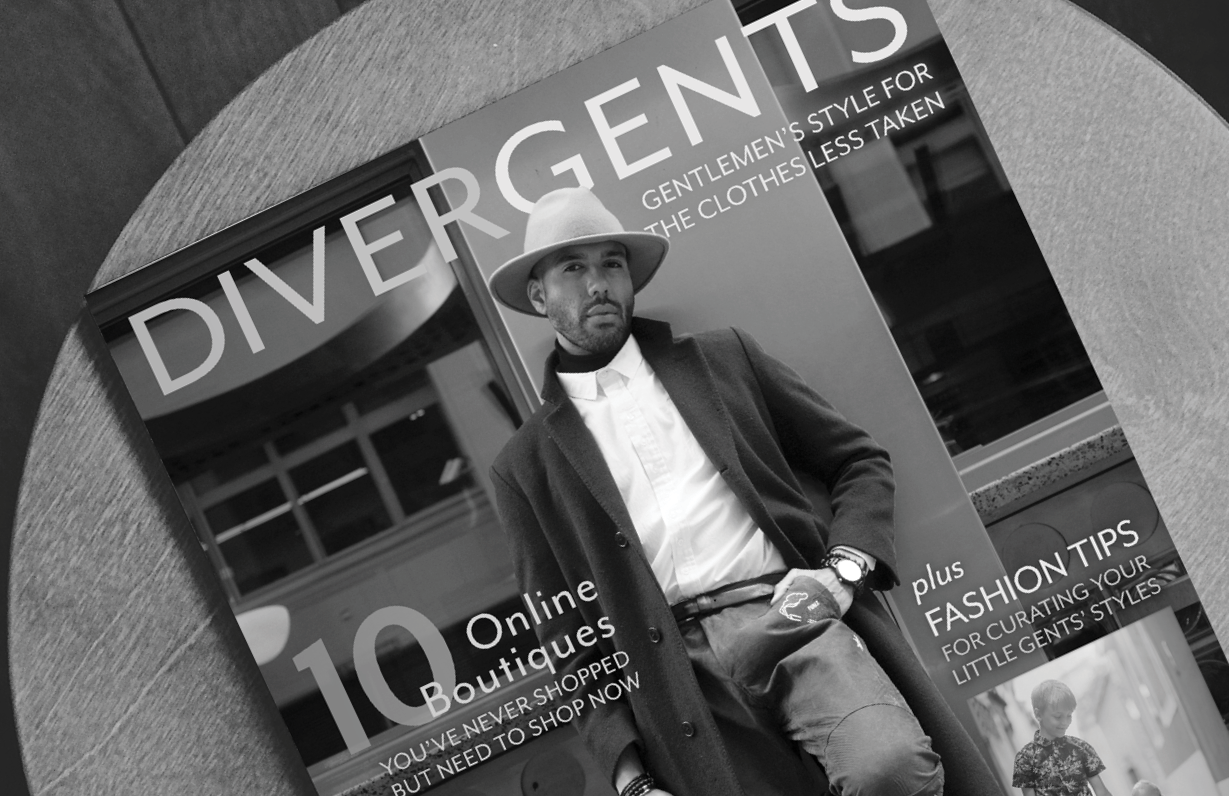 DIVERGENTS
GENTLEMEN'S STYLE FOR
THE CLOTHES LESS TAKEN
10 Online
Boutiques
YOU'VE NEVER SHOPPED
BUT NEED TO SHOP NOW
plus
FASHION TIPS
FOR CURATING YOUR
LITTLE GENTS' STYLES